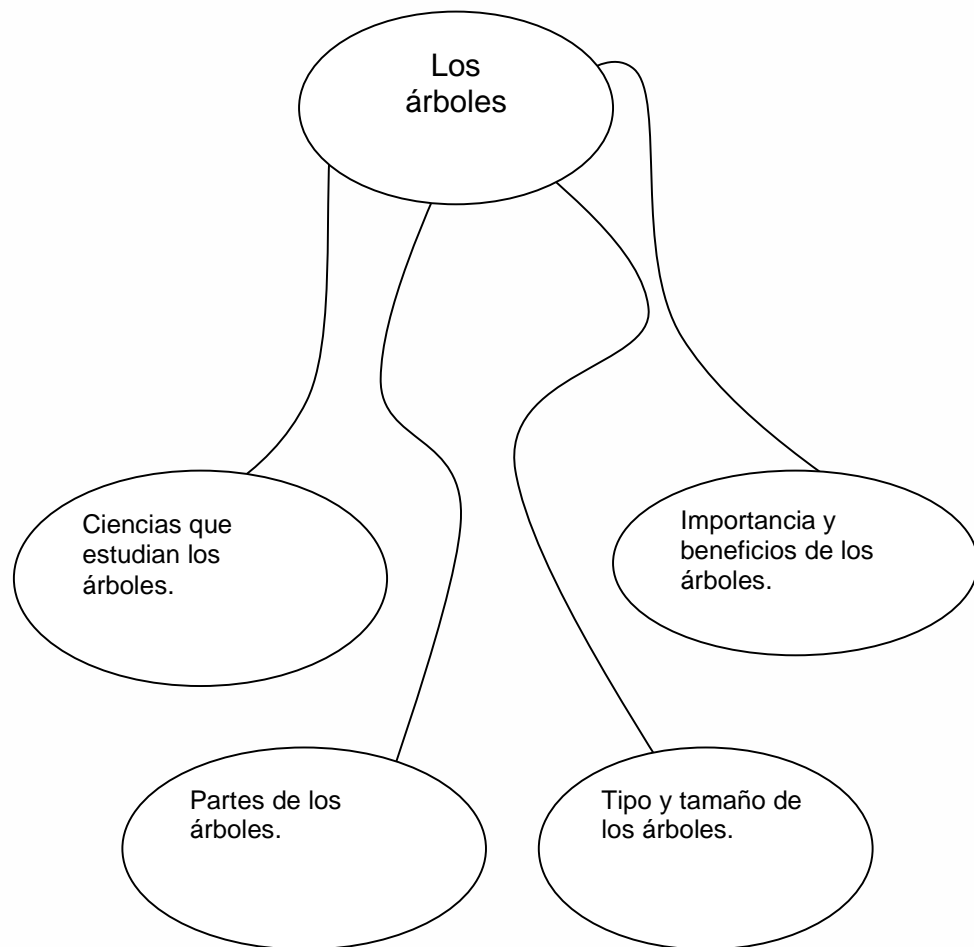 Los
árboles
Ciencias que
estudian los
árboles.
Importancia y
beneficios de los
árboles.
Partes de los
árboles.
Tipo y tamaño de
los árboles.